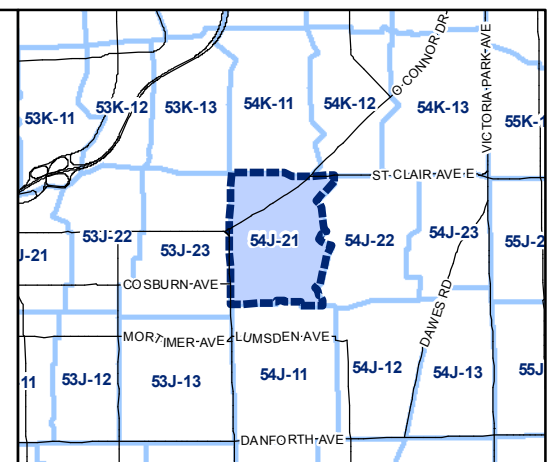 O'CONNOR-DR
VICTORIA-PARK-AVE
53K-11
53K-12
53K-13
54K-11
54K-12
54K-13
55K-1
ST-CLAIR-AVE-E
J-21
53J-22
53J-23
54J-21
54J-22
54J-23
55J-2
COSBURN-AVE
DAWES RD
MORTIMER-AVE
LUMSDEN-AVE
11
53J-12
53J-13
54J-11
54J-12
54J-13
55J
DANFORTH-AVE